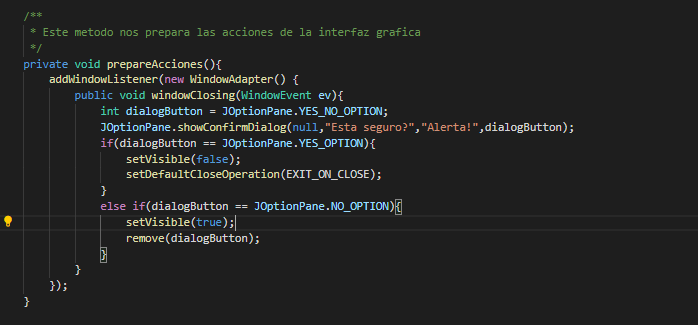 /**
 * Este metodo nos prepara las acciones de la interfaz grafica
 */
private void prepareAcciones(){
    addWindowListener(new WindowAdapter() {
        public void windowClosing(WindowEvent ev){
            int dialogButton = JOptionPane.YES_NO_OPTION;
            JOptionPane.showConfirmDialog(null,"Esta seguro?","Alerta!",dialogButton);
            if(dialogButton == JOptionPane.YES_OPTION){
                setVisible(false);
                setDefaultCloseOperation(EXIT_ON_CLOSE);
            }
            else if(dialogButton == JOptionPane.NO_OPTION){
                setVisible(true);
                remove(dialogButton);
            }
        }
    });
}